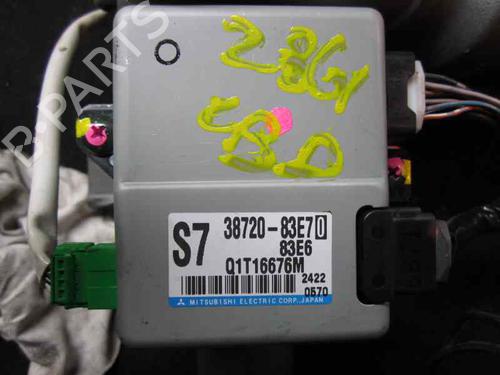 B-PARTS
S7
38720-83E70
83E6
Q1T16676M
2422
0570
MITSUBISHI ELECTRIC CORP., JAPAN